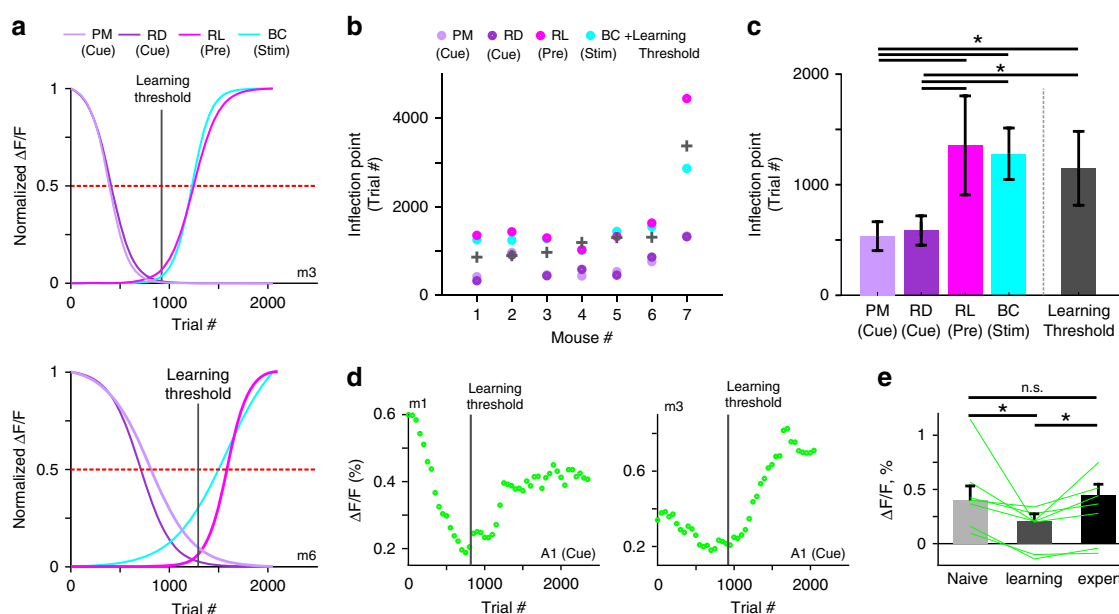 a
PM RD RL BC
(Cue) (Cue) (Pre) (Stim)
Learning
threshold
Normalized ΔF/F
1
0.5
0
m3
0 1000 2000
Trial #
Learning
threshold
Normalized ΔF/F
1
0.5
0
m6
0 1000 2000
Trial #
b
PM RD RL BC +Learning
(Cue) (Cue) (Pre) (Stim) Threshold
Inflection point
(Trial #)
4000
2000
0
1 2 3 4 5 6 7
Mouse #
c
* 
*
Inflection point
(Trial #)
2000
1000
0
PM RD RL BC Learning
(Cue) (Cue) (Pre) (Stim) Threshold
d
m1
Learning
threshold
ΔF/F (%)
0.6
0.4
0.2
A1 (Cue)
0 1000 2000
Trial #
m3
Learning
threshold
0.6
0.2
A1 (Cue)
0 1000 2000
Trial #
e
n.s.
* *
ΔF/F, %
1
0.5
0
Naive learning expert